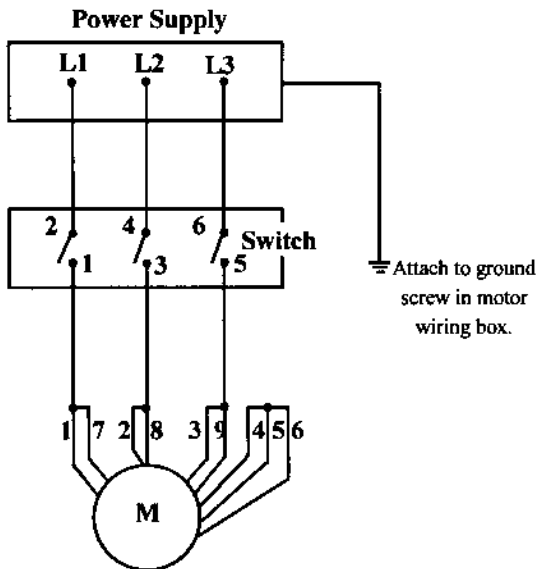 Power Supply
L1 L2 L3
2 4 6
Switch
1 3 5
Attach to ground
screw in motor
wiring box.
1 7 2 8 3 9 4 5 6
M